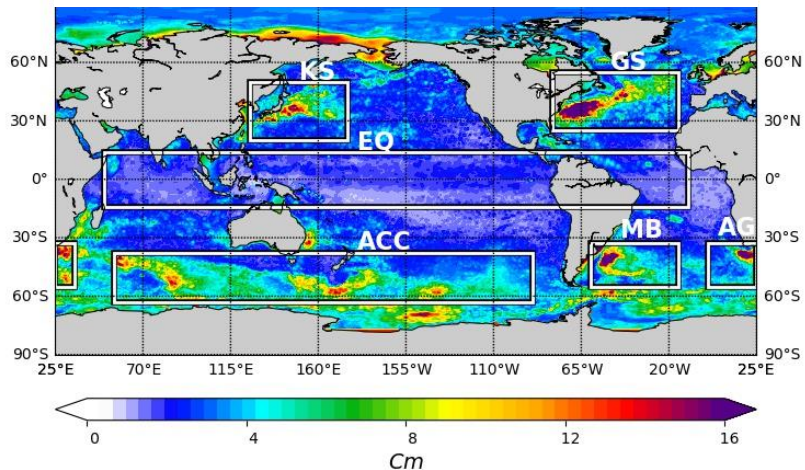 KS
GS
60°N 60°N
30°N 30°N
EQ
0° 0°
30°S 30°S
ACC MB AG
60°S 60°S
90°S 90°S
25°E 70°E 115°E 160°E 155°W 110°W 65°W 20°W 25°E
0 4 8 12 16
Cm